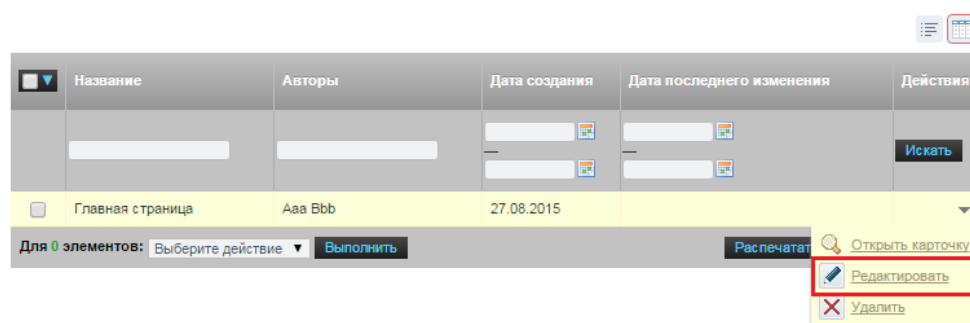 Название Авторы Дата создания Дата последнего изменения Действия
— —
Искать
Главная страница Aaa Bbb 27.08.2015
Для 0 элементов: Выберите действие ▼ Выполнить Распечатат
Открыть карточку
Редактировать
Удалить